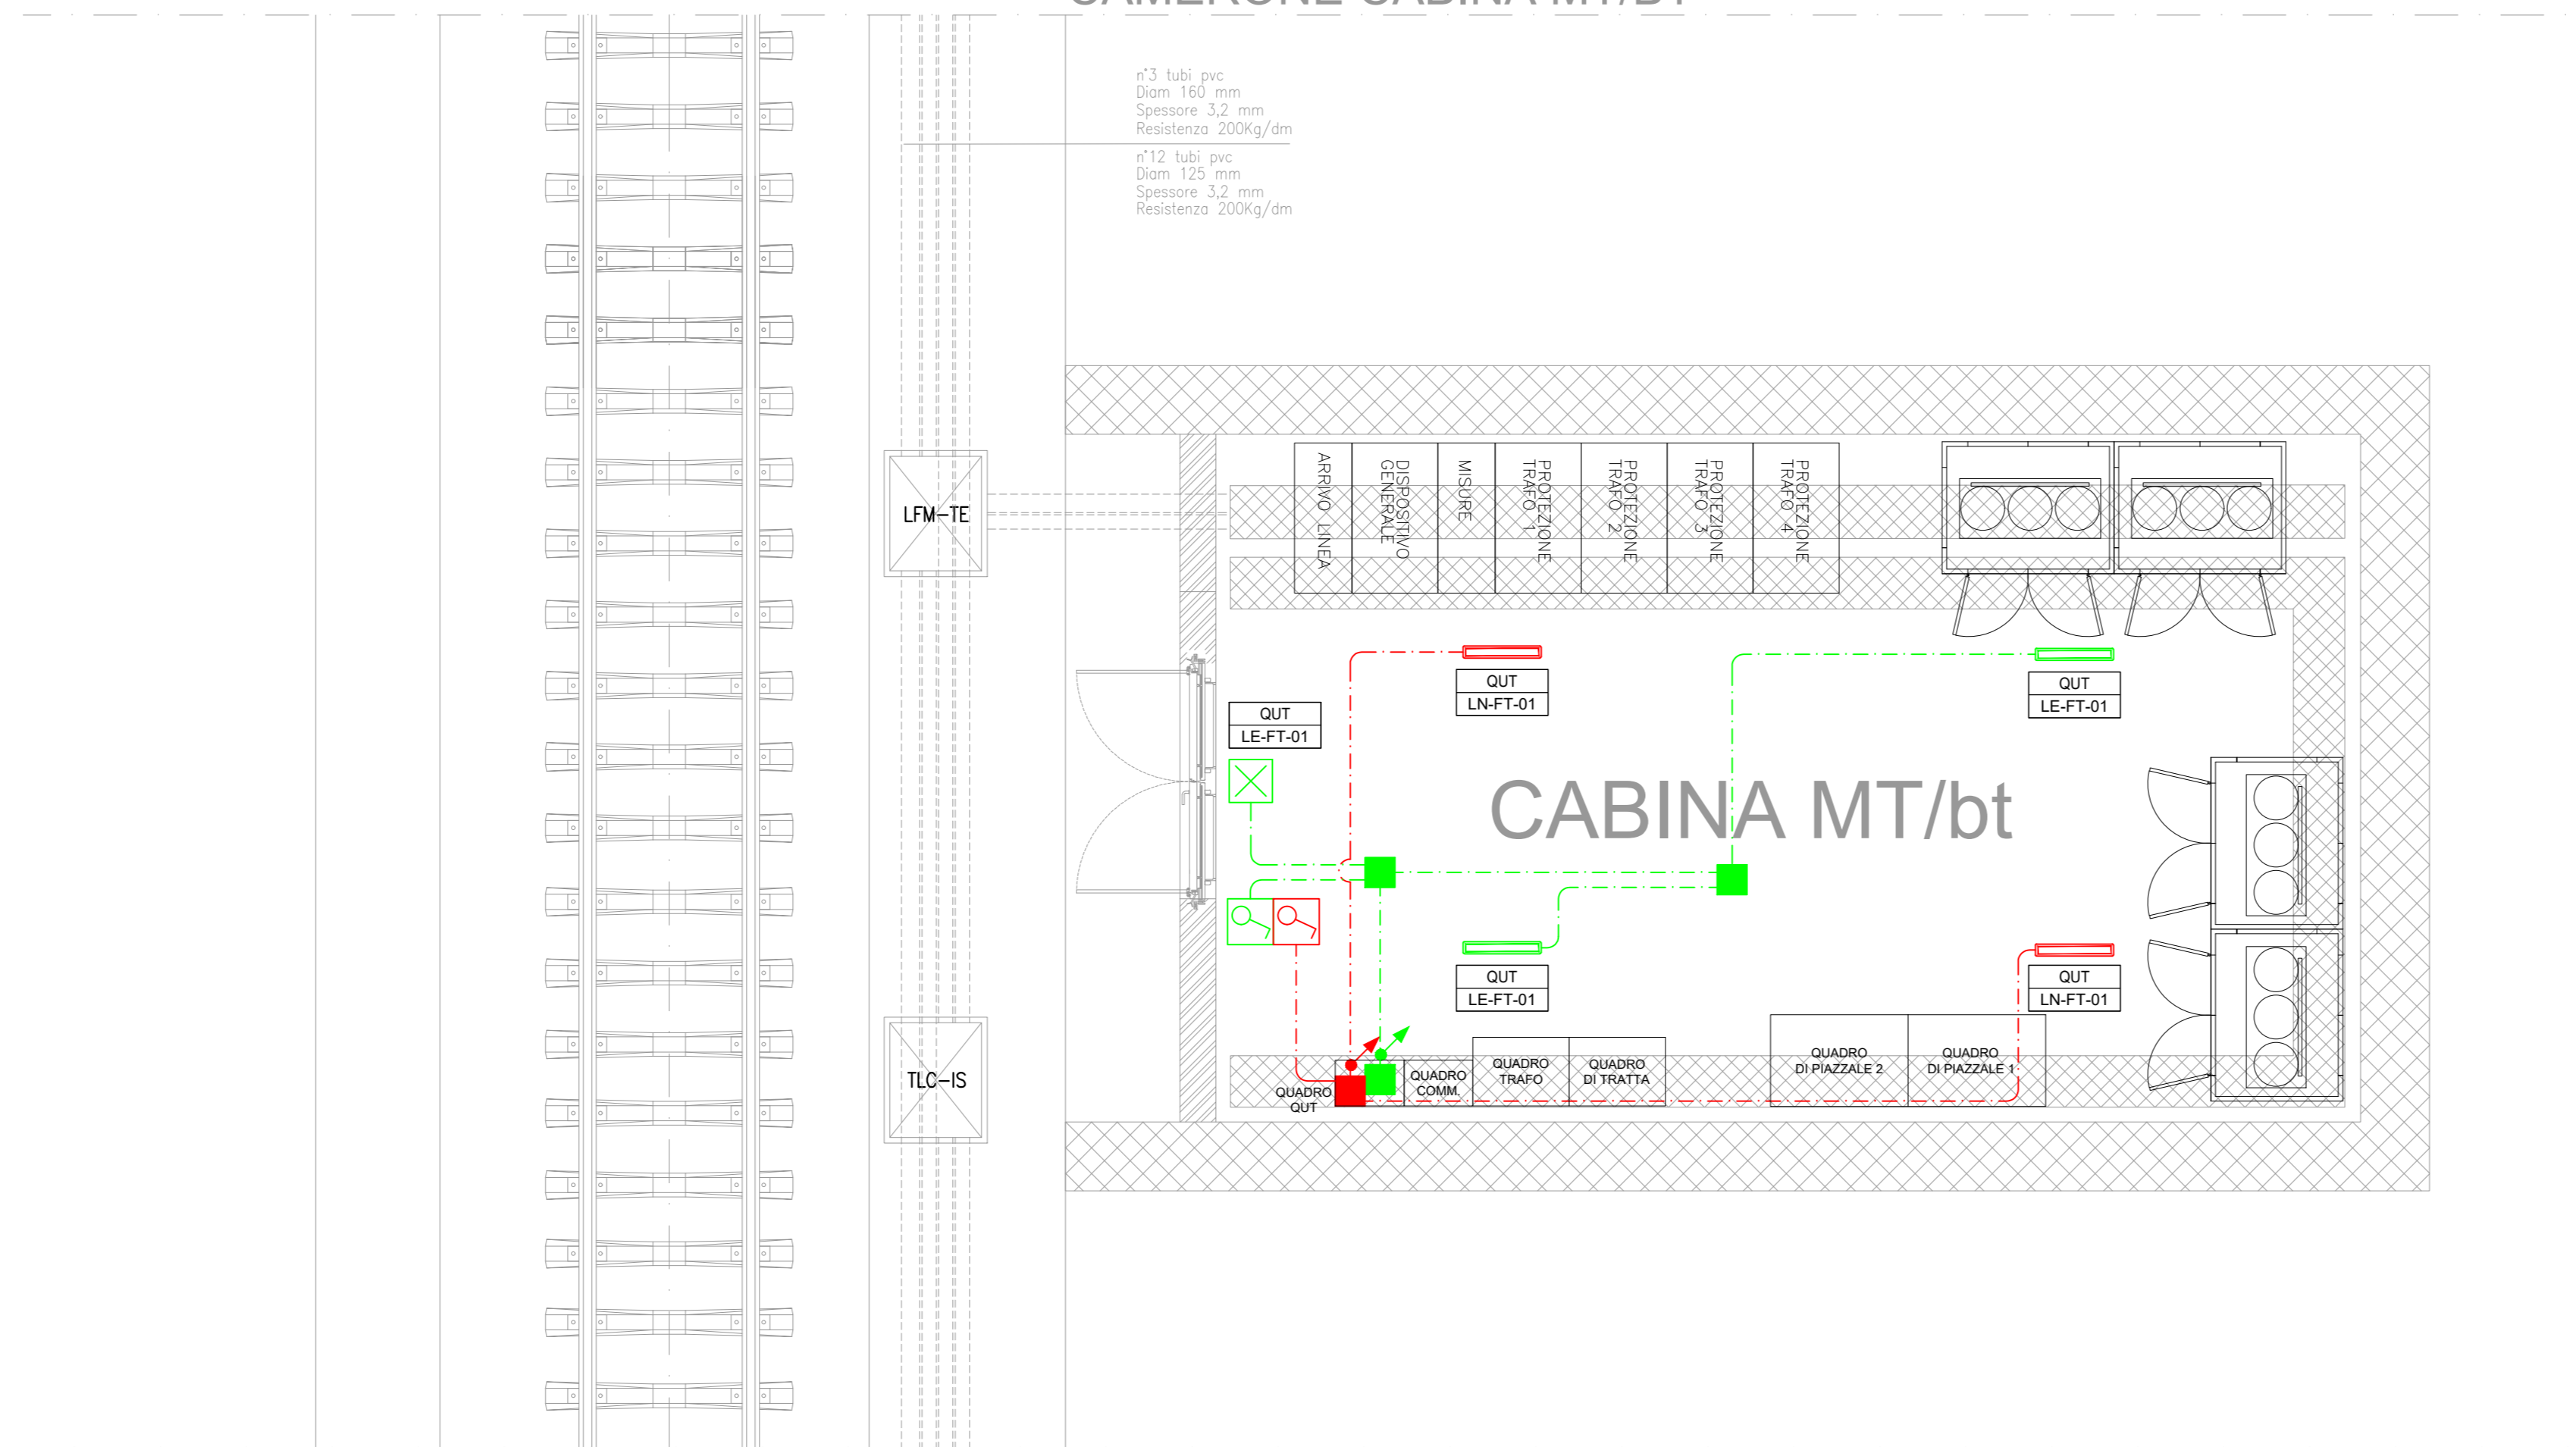 CAMERONE CABINA MT/BT
n°3 tubi pvc
Diam 160 mm
Spessore 3,2 mm
Resistenza 200Kg/dm
n°12 tubi pvc
Diam 125 mm
Spessore 3,2 mm
Resistenza 200Kg/dm
LFM-TE
ARRIVO LINEA
DISPOSITIVO
GENERALE
MISURE
PROTEZIONE
TRAFO 1
PROTEZIONE
TRAFO 2
PROTEZIONE
TRAFO 3
PROTEZIONE
TRAFO 4
QUT
LN-FT-01
QUT
LE-FT-01
QUT
LE-FT-01
CABINA MT/bt
QUT
LE-FT-01
QUT
LN-FT-01
TLC-IS
QUADRO
QUT
QUADRO
COMM.
QUADRO
TRAFO
QUADRO
DI TRATTA
QUADRO
DI PIAZZALE 2
QUADRO
DI PIAZZALE 1